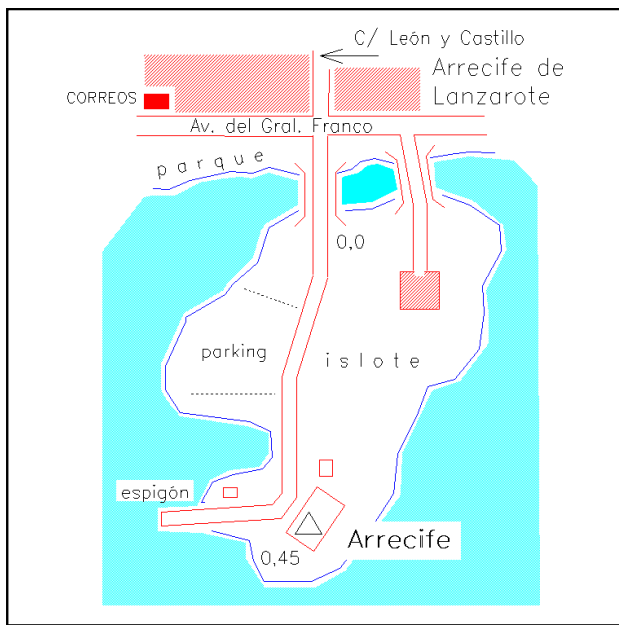 C/ León y Castillo
Arrecife de
Lanzarote
CORREOS
Av. del Gral. Franco
parque
0,0
parking
islote
espigón
Arrecife
0,45